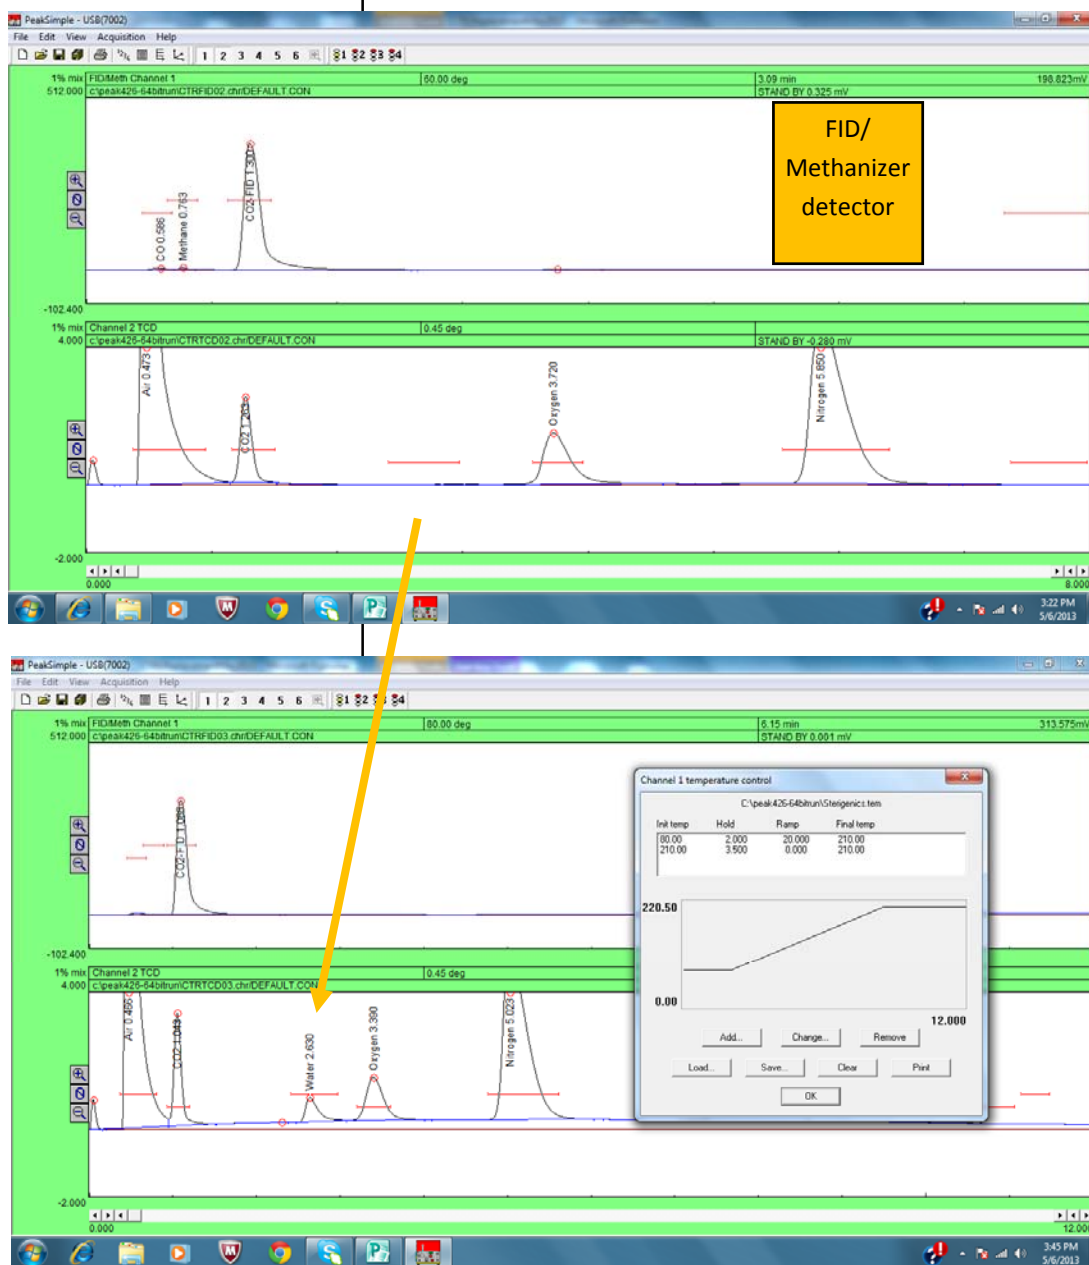 PeakSimple - USB(7002)
File Edit View Acquisition Help
1 2 3 4 5 6 81 82 83 84
1% mix FID/Meth Channel 1 60.00 deg 3.09 min 198.823mV
512.000 c:\peak426-64bitrun\CTRFID02.chr/DEFAULT.CON STAND BY 0.325 mV
FID/
Methanizer
detector
CO 0.586
Methane 0.763
CO2-FID 1.300
-102.400
1% mix Channel 2 TCD 0.45 deg
4.000 c:\peak426-64bitrun\CTRTCD02.chr/DEFAULT.CON STAND BY -0.280 mV
Air 0.473
CO2 1.263
Oxygen 3.720
Nitrogen 5.850
-2.000
0.000 8.000
3:22 PM
5/6/2013
PeakSimple - USB(7002)
File Edit View Acquisition Help
1 2 3 4 5 6 81 82 83 84
1% mix FID/Meth Channel 1 80.00 deg 6.15 min 313.575mV
512.000 c:\peak426-64bitrun\CTRFID03.chr/DEFAULT.CON STAND BY 0.001 mV
CO2-FID 1.086
-102.400
1% mix Channel 2 TCD 0.45 deg
4.000 c:\peak426-64bitrun\CTRTCD03.chr/DEFAULT.CON
Air 0.466
CO2 1.043
Water 2.630
Oxygen 3.390
Nitrogen 5.023
-2.000
0.000 12.000
Channel 1 temperature control
C:\peak426-64bitrun\Sterigenics.tem
Init temp Hold Ramp Final temp
80.00 2.000 20.000 210.00
210.00 3.500 0.000 210.00
220.50
0.00
12.000
Add... Change... Remove
Load... Save... Clear Print
OK
3:45 PM
5/6/2013